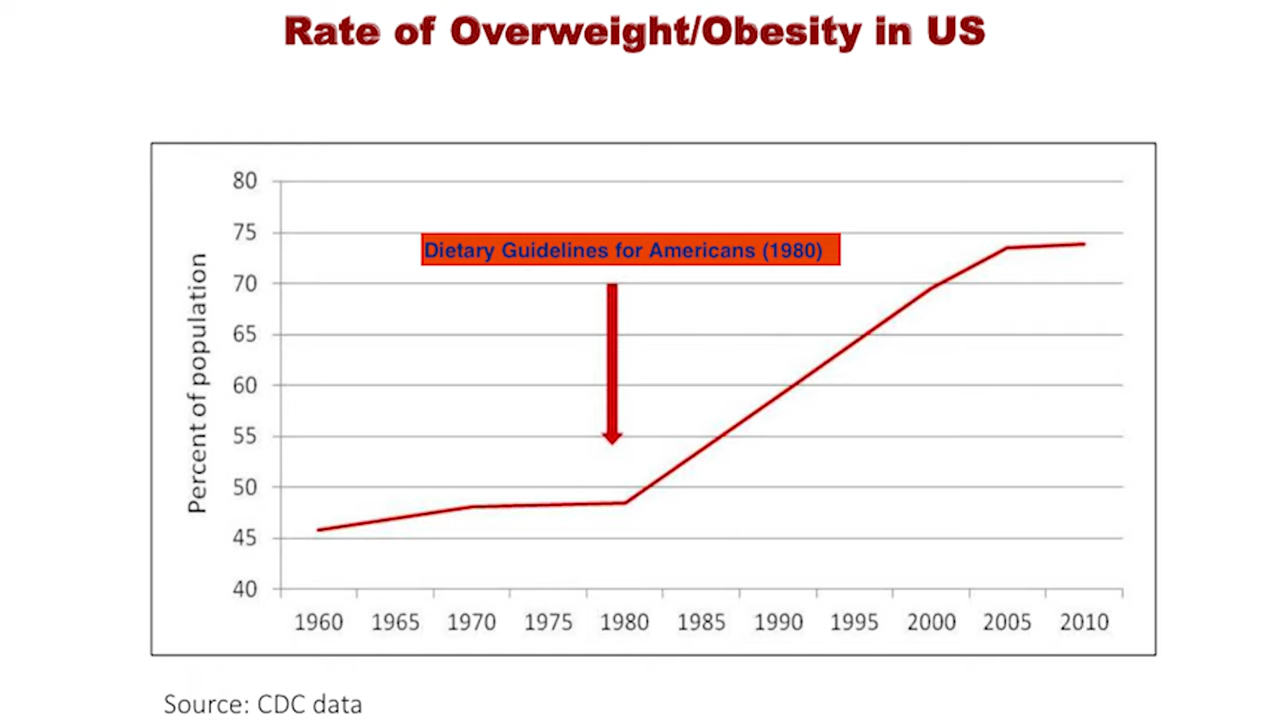 Rate of Overweight/Obesity in US
80
75
Dietary Guidelines for Americans (1980)
70
65
60
55
50
45
40
Percent of population
1960 1965 1970 1975 1980 1985 1990 1995 2000 2005 2010
Source: CDC data